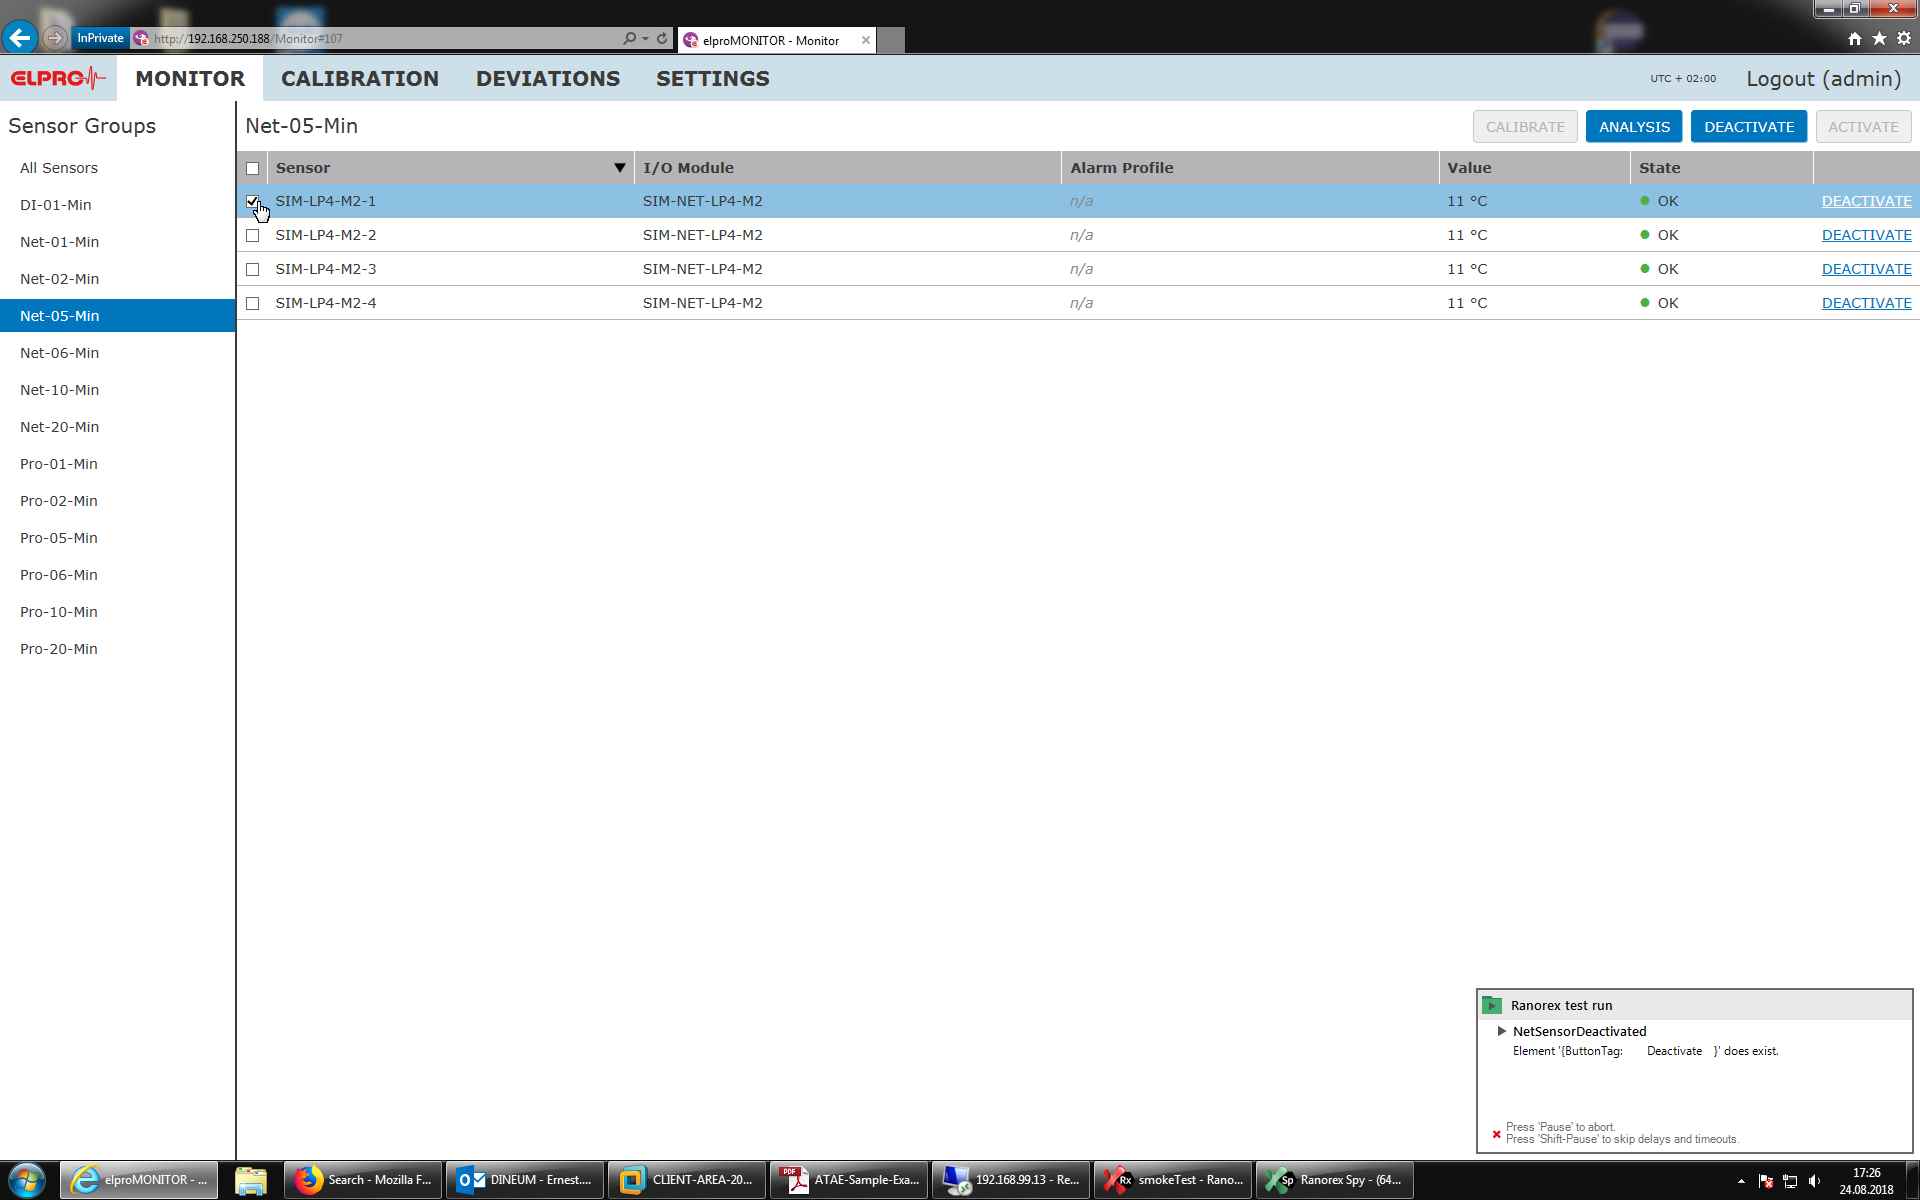 InPrivate http://192.168.250.188/Monitor#107 elproMONITOR - Monitor
ELPRO MONITOR CALIBRATION DEVIATIONS SETTINGS UTC + 02:00 Logout (admin)
Sensor Groups Net-05-Min CALIBRATE ANALYSIS DEACTIVATE ACTIVATE
All Sensors
DI-01-Min
Net-01-Min
Net-02-Min
Net-05-Min
Net-06-Min
Net-10-Min
Net-20-Min
Pro-01-Min
Pro-02-Min
Pro-05-Min
Pro-06-Min
Pro-10-Min
Pro-20-Min
Sensor I/O Module Alarm Profile Value State
SIM-LP4-M2-1 SIM-NET-LP4-M2 n/a 11 °C OK DEACTIVATE
SIM-LP4-M2-2 SIM-NET-LP4-M2 n/a 11 °C OK DEACTIVATE
SIM-LP4-M2-3 SIM-NET-LP4-M2 n/a 11 °C OK DEACTIVATE
SIM-LP4-M2-4 SIM-NET-LP4-M2 n/a 11 °C OK DEACTIVATE
Ranorex test run
NetSensorDeactivated
Element '{ButtonTag: Deactivate }' does exist.
Press 'Pause' to abort.
Press 'Shift-Pause' to skip delays and timeouts.
elproMONITOR - ... Search - Mozilla F... DINEUM - Ernest.... CLIENT-AREA-20... PDF ATAE-Sample-Exa... 192.168.99.13 - Re... Rx smokeTest - Rano... Sp Ranorex Spy - (64... 17:26
24.08.2018